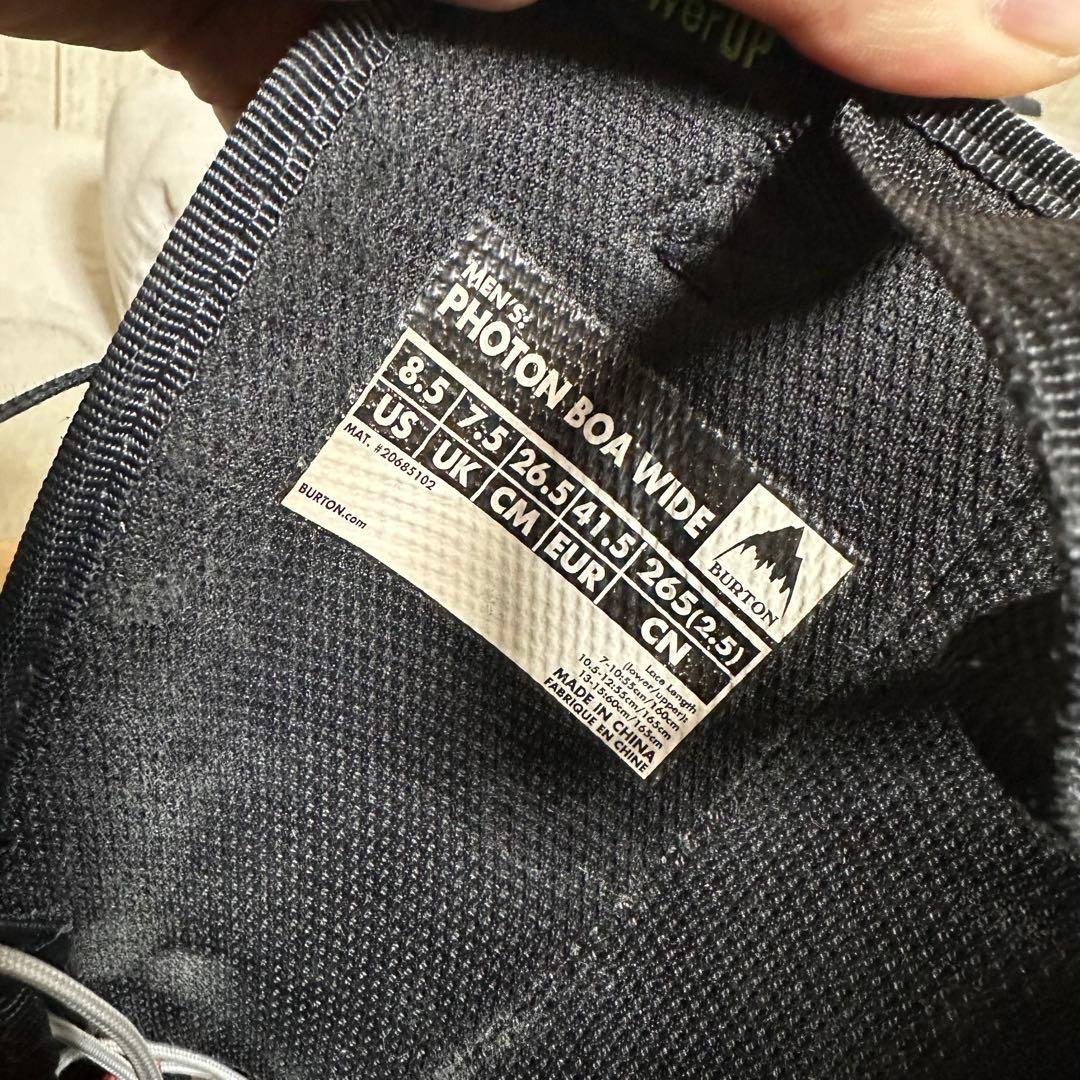 werUP
MEN'S:
PHOTON BOA WIDE
8.5 7.5 26.5 41.5 265(2.5)
US UK CM EUR CN
MAT. #20685102
BURTON.com
BURTON
Lace Length
(lower/upper):
7-10:55cm/160cm
10.5-12:55cm/165cm
13-15:60cm/165cm
MADE IN CHINA
FABRIQUE EN CHINE